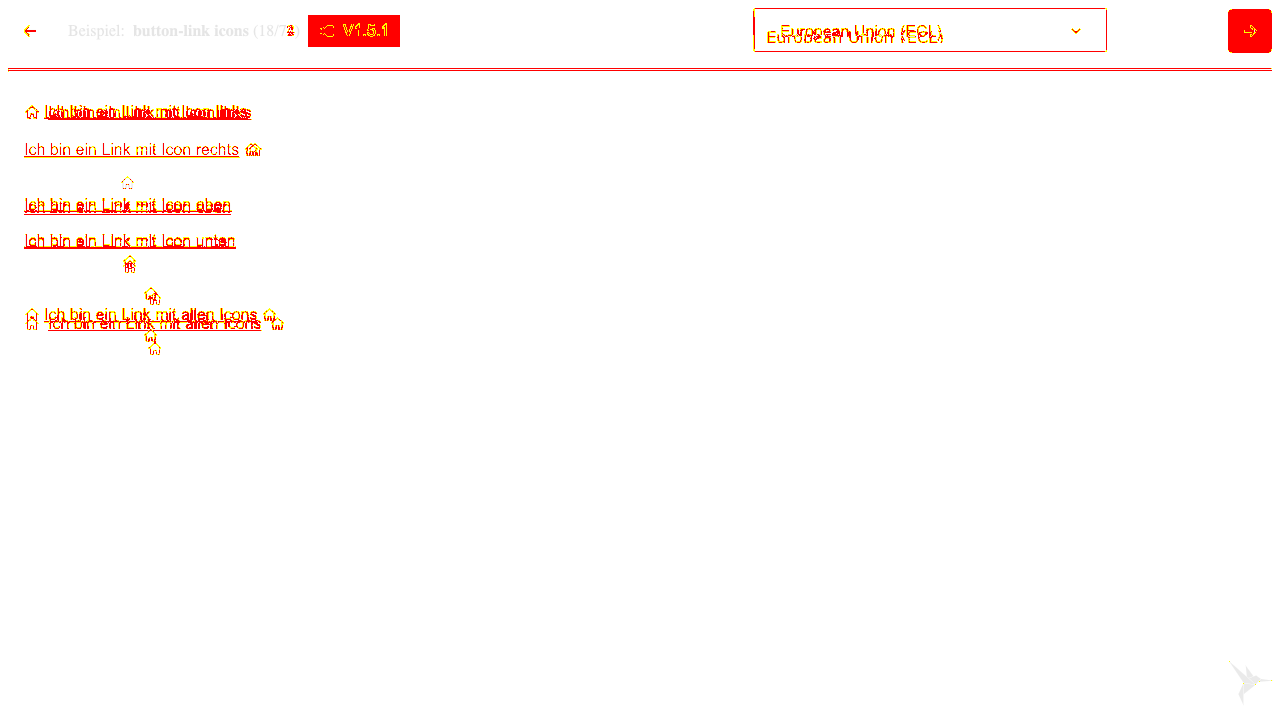 Beispiel: button-link icons V1.5.1 European Union (ECL)
Ich bin ein Link mit Icon links
Ich bin ein Link mit Icon rechts
Ich bin ein Link mit Icon oben
Ich bin ein Link mit Icon unten
Ich bin ein Link mit allen Icons